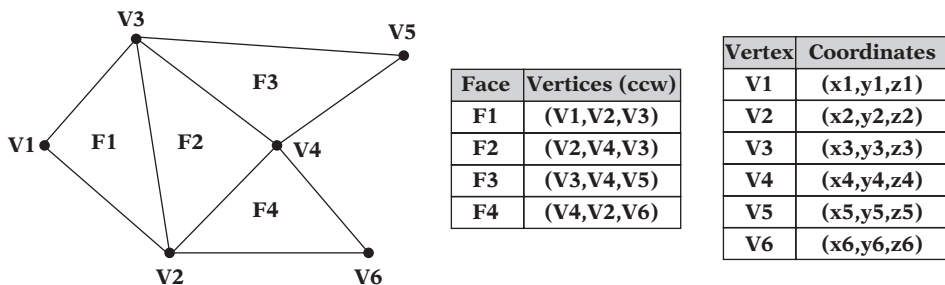 V3
V5
F3
V1
F1
F2
V4
F4
V2
V6
Face Vertices (ccw)
F1 (V1,V2,V3)
F2 (V2,V4,V3)
F3 (V3,V4,V5)
F4 (V4,V2,V6)
Vertex Coordinates
V1 (x1,y1,z1)
V2 (x2,y2,z2)
V3 (x3,y3,z3)
V4 (x4,y4,z4)
V5 (x5,y5,z5)
V6 (x6,y6,z6)